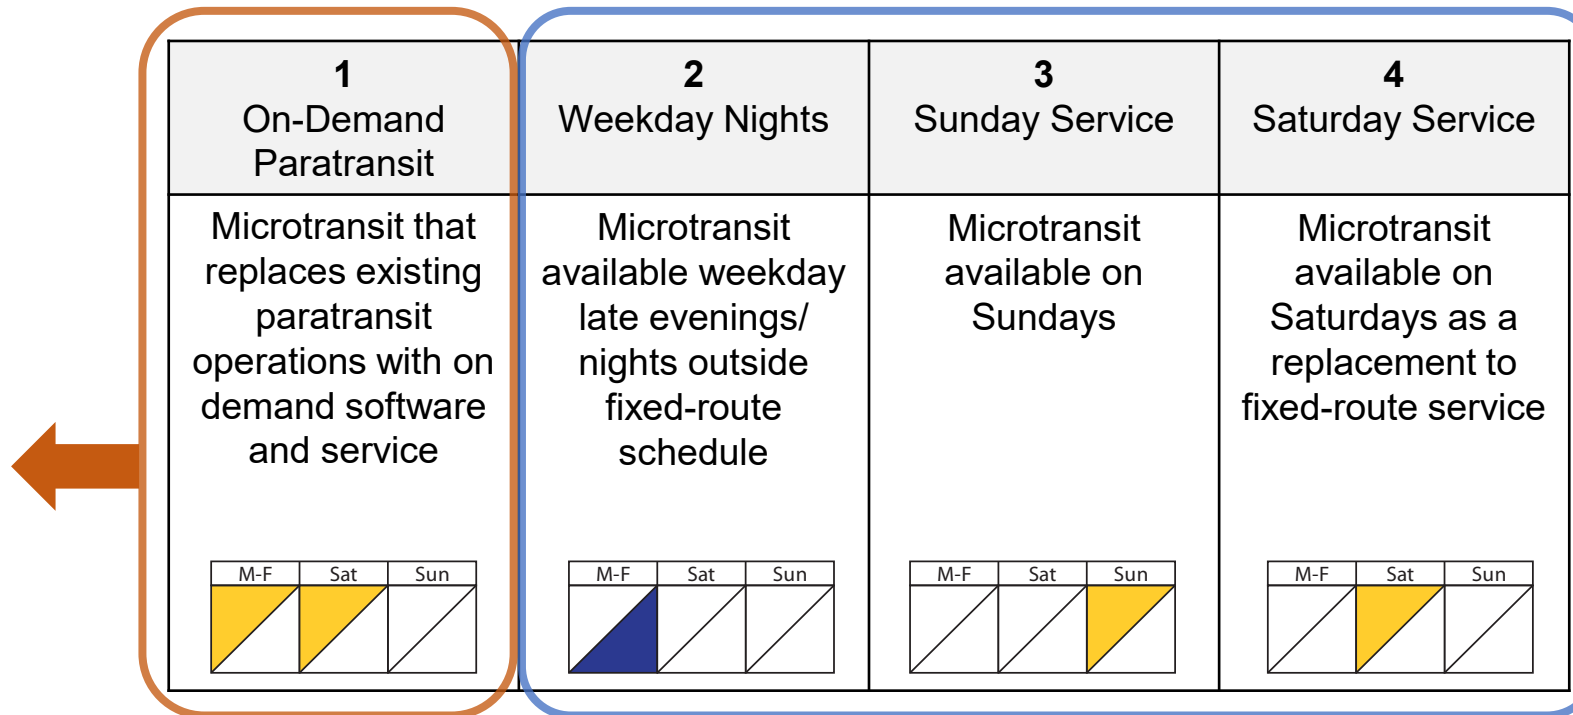 1
On-Demand
Paratransit
2
Weekday Nights
3
Sunday Service
4
Saturday Service
Microtransit that
replaces existing
paratransit
operations with on
demand software
and service
Microtransit
available weekday
late evenings/
nights outside
fixed-route
schedule
Microtransit
available on
Sundays
Microtransit
available on
Saturdays as a
replacement to
fixed-route service
M-F Sat Sun
M-F Sat Sun
M-F Sat Sun
M-F Sat Sun